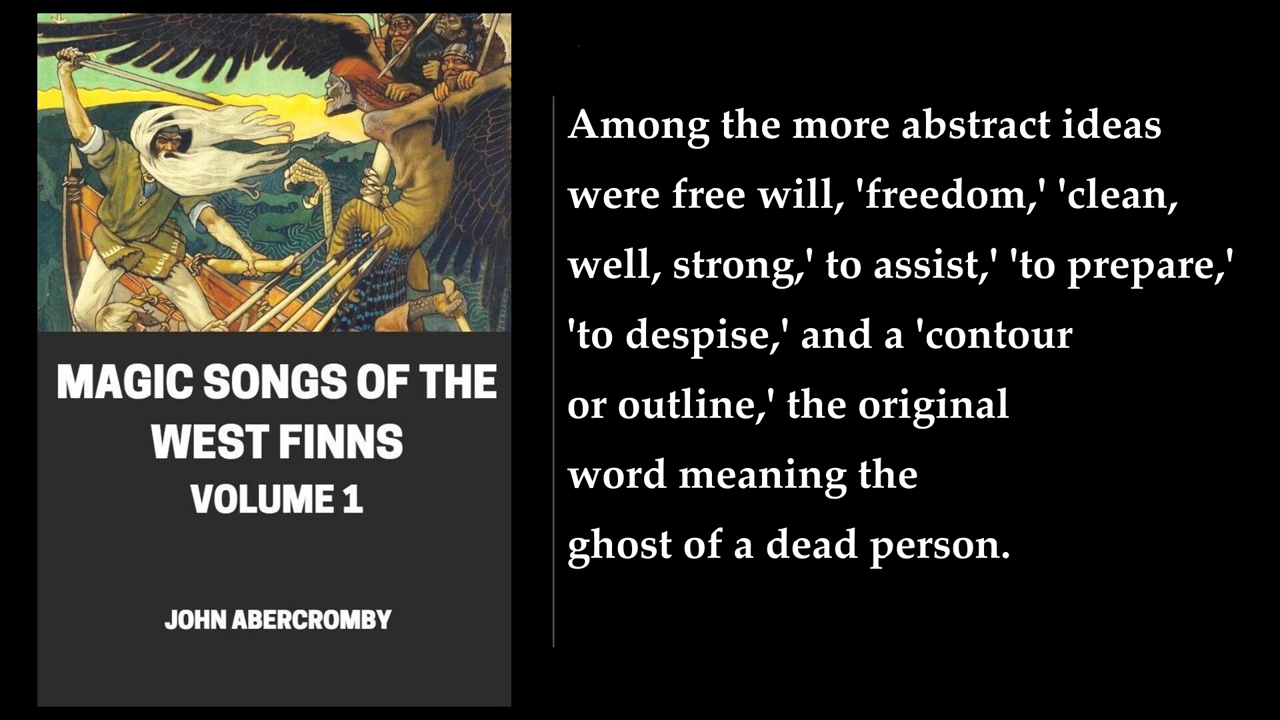 MAGIC SONGS OF THE
WEST FINNS
VOLUME 1
JOHN ABERCROMBY
Among the more abstract ideas
were free will, 'freedom,' 'clean,
well, strong,' to assist,' 'to prepare,'
'to despise,' and a 'contour
or outline,' the original
word meaning the
ghost of a dead person.